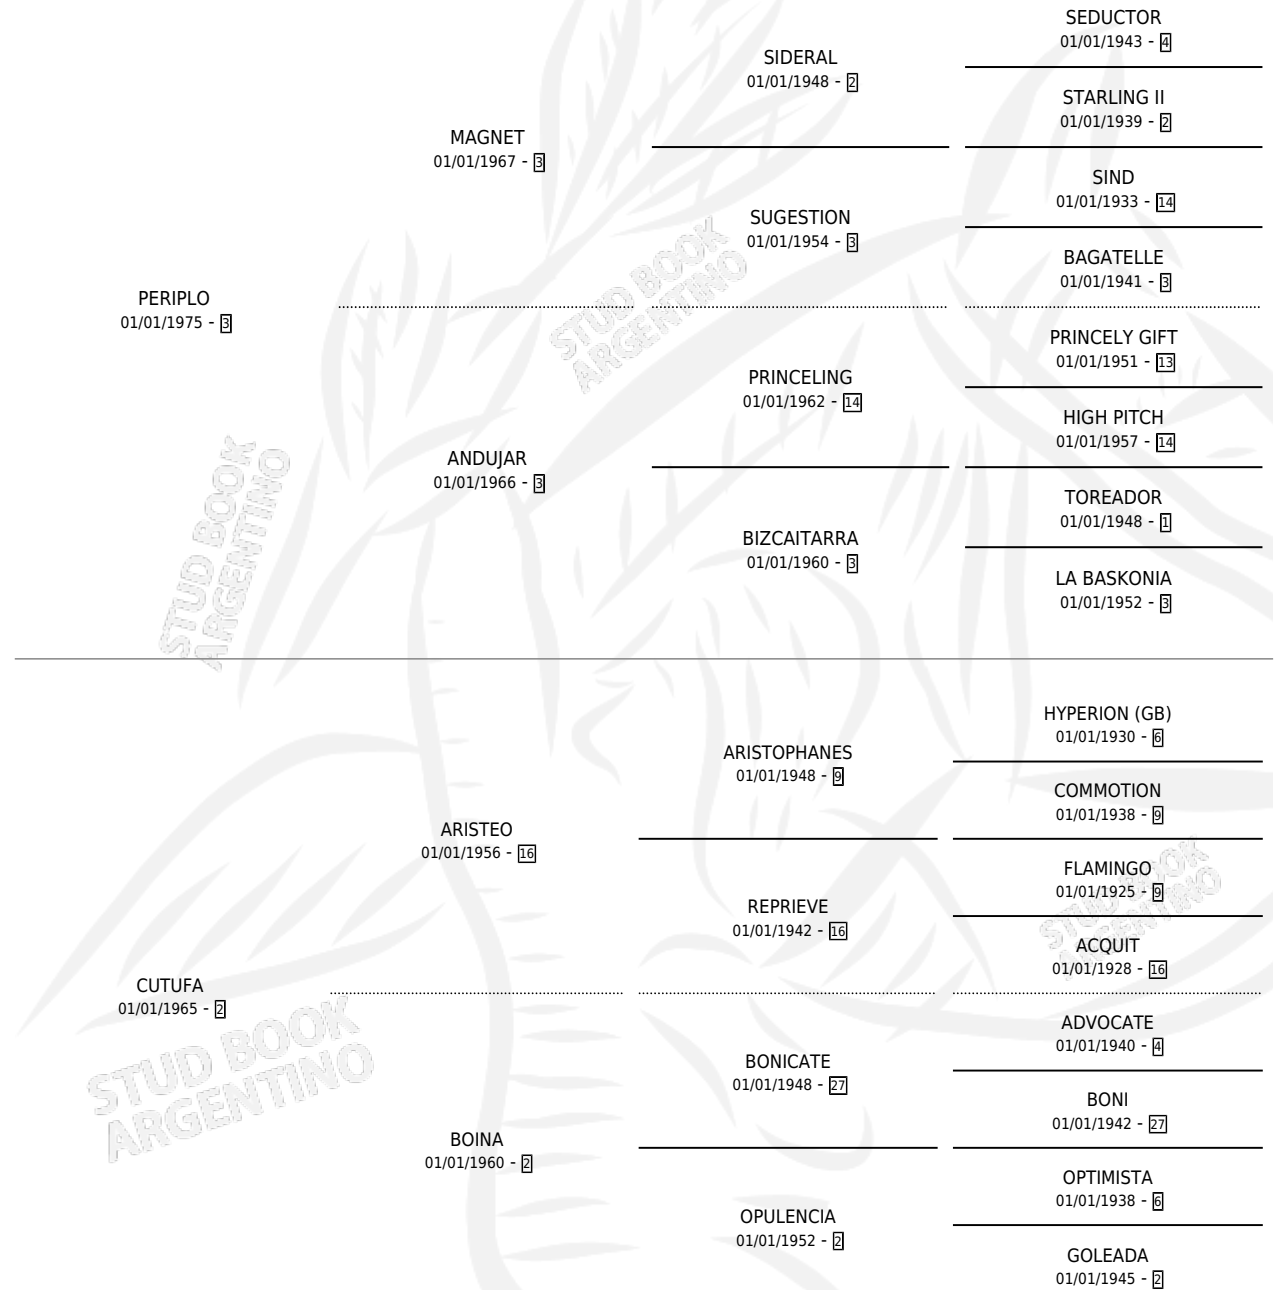 SEDUCTOR
01/01/1943 - 4
SIDERAL
01/01/1948 - 2
STARLING II
01/01/1939 - 2
MAGNET
01/01/1967 - 3
SIND
01/01/1933 - 14
SUGESTION
01/01/1954 - 3
BAGATELLE
01/01/1941 - 3
PERIPLO
01/01/1975 - 3
STUD BOOK
ARGENTINO
PRINCELY GIFT
01/01/1951 - 13
PRINCELING
01/01/1962 - 14
HIGH PITCH
01/01/1957 - 14
ANDUJAR
01/01/1966 - 3
TOREADOR
01/01/1948 - 1
BIZCAITARRA
01/01/1960 - 3
LA BASKONIA
01/01/1952 - 3
STUD BOOK
ARGENTINO
HYPERION (GB)
01/01/1930 - 6
ARISTOPHANES
01/01/1948 - 9
COMMOTION
01/01/1938 - 9
ARISTEO
01/01/1956 - 16
FLAMINGO
01/01/1925 - 9
REPRIEVE
01/01/1942 - 16
STUD BOOK
ARGENTINO
ACQUIT
01/01/1928 - 16
CUTUFA
01/01/1965 - 2
ADVOCATE
01/01/1940 - 4
BONICATE
01/01/1948 - 27
STUD BOOK
ARGENTINO
BONI
01/01/1942 - 27
BOINA
01/01/1960 - 2
OPTIMISTA
01/01/1938 - 6
OPULENCIA
01/01/1952 - 2
GOLEADA
01/01/1945 - 2